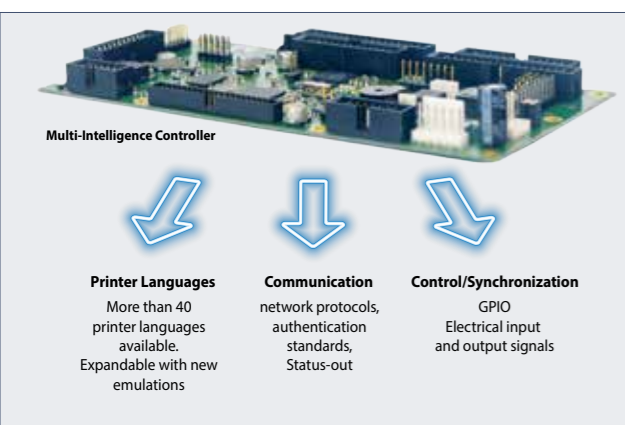 Multi-Intelligence Controller
Printer Languages
More than 40
printer languages
available.
Expandable with new
emulations
Communication
network protocols,
authentication
standards,
Status-out
Control/Synchronization
GPIO
Electrical input
and output signals